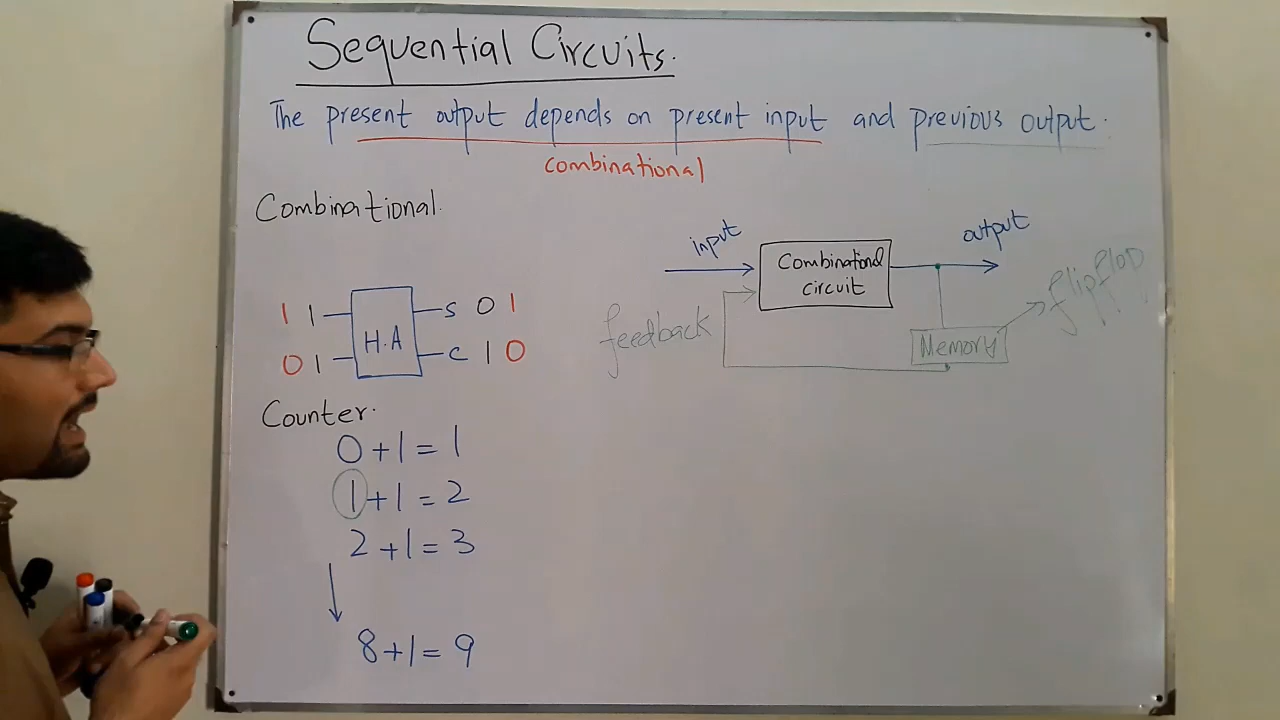 Sequential Circuits.
The present output depends on present input and previous output.
combinational
Combinational.
1 1 H.A S 0 1
0 1 C 1 0
input
Combinational
circuit
output
feedback
Memory
flipflop
Counter.
0+1=1
1+1=2
2+1=3
8+1=9